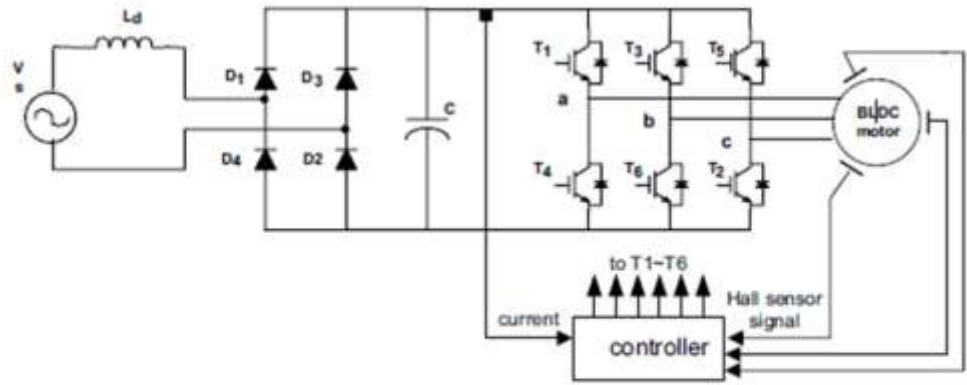 Ld
V
s
D1
D3
D4
D2
C
T1
T3
T5
a
b
c
T4
T6
T2
BLDC
motor
to T1~T6
current
Hall sensor
signal
controller